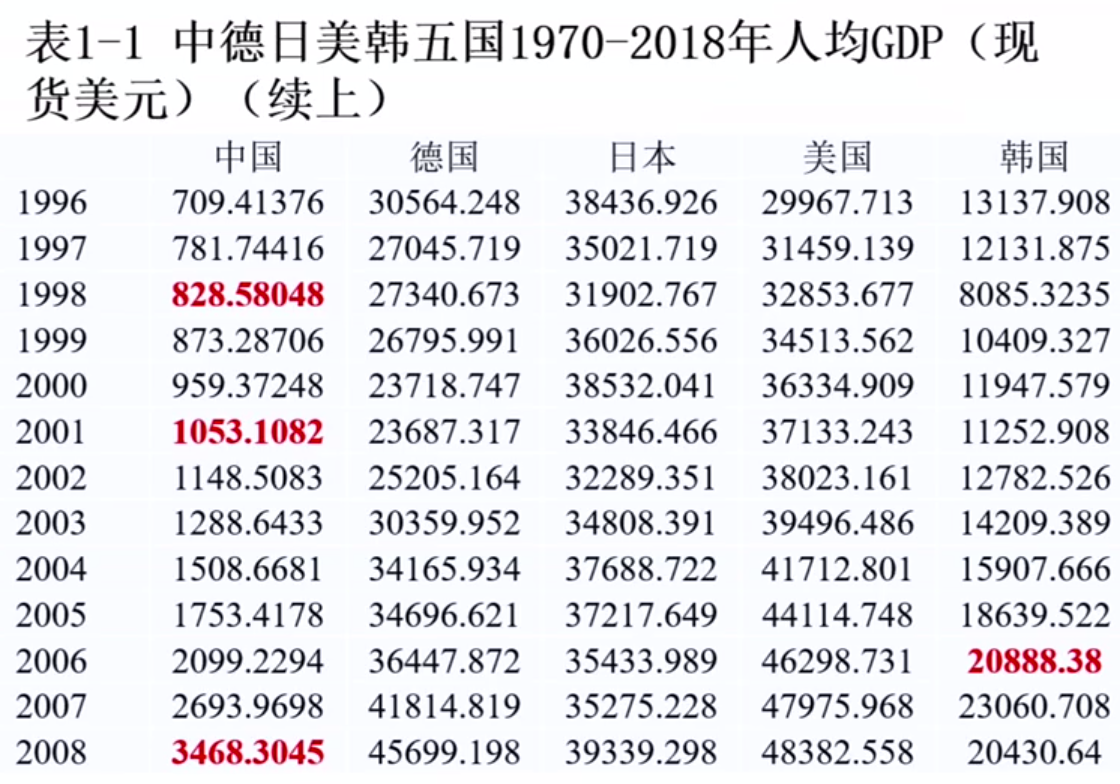 表1-1 中德日美韩五国1970-2018年人均GDP（现
货美元）（续上）
中国 德国 日本 美国 韩国
1996 709.41376 30564.248 38436.926 29967.713 13137.908
1997 781.74416 27045.719 35021.719 31459.139 12131.875
1998 828.58048 27340.673 31902.767 32853.677 8085.3235
1999 873.28706 26795.991 36026.556 34513.562 10409.327
2000 959.37248 23718.747 38532.041 36334.909 11947.579
2001 1053.1082 23687.317 33846.466 37133.243 11252.908
2002 1148.5083 25205.164 32289.351 38023.161 12782.526
2003 1288.6433 30359.952 34808.391 39496.486 14209.389
2004 1508.6681 34165.934 37688.722 41712.801 15907.666
2005 1753.4178 34696.621 37217.649 44114.748 18639.522
2006 2099.2294 36447.872 35433.989 46298.731 20888.38
2007 2693.9698 41814.819 35275.228 47975.968 23060.708
2008 3468.3045 45699.198 39339.298 48382.558 20430.64